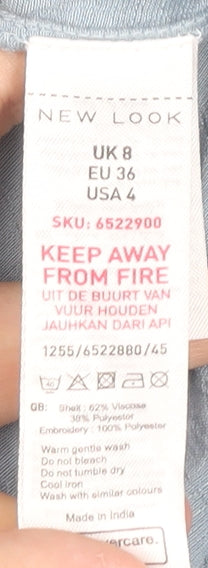 NEW LOOK
UK 8
EU 36
USA 4
SKU: 6522900
KEEP AWAY
FROM FIRE
UIT DE BUURT VAN
VUUR HOUDEN
JAUHKAN DARI API
1255/6522880/45
40
GB: Shell: 62% Viscose
38% Polyester
Embroidery: 100% Polyester
Warm gentle wash
Do not bleach
Do not tumble dry
Cool iron
Wash with similar colours
Made in India
ercare.